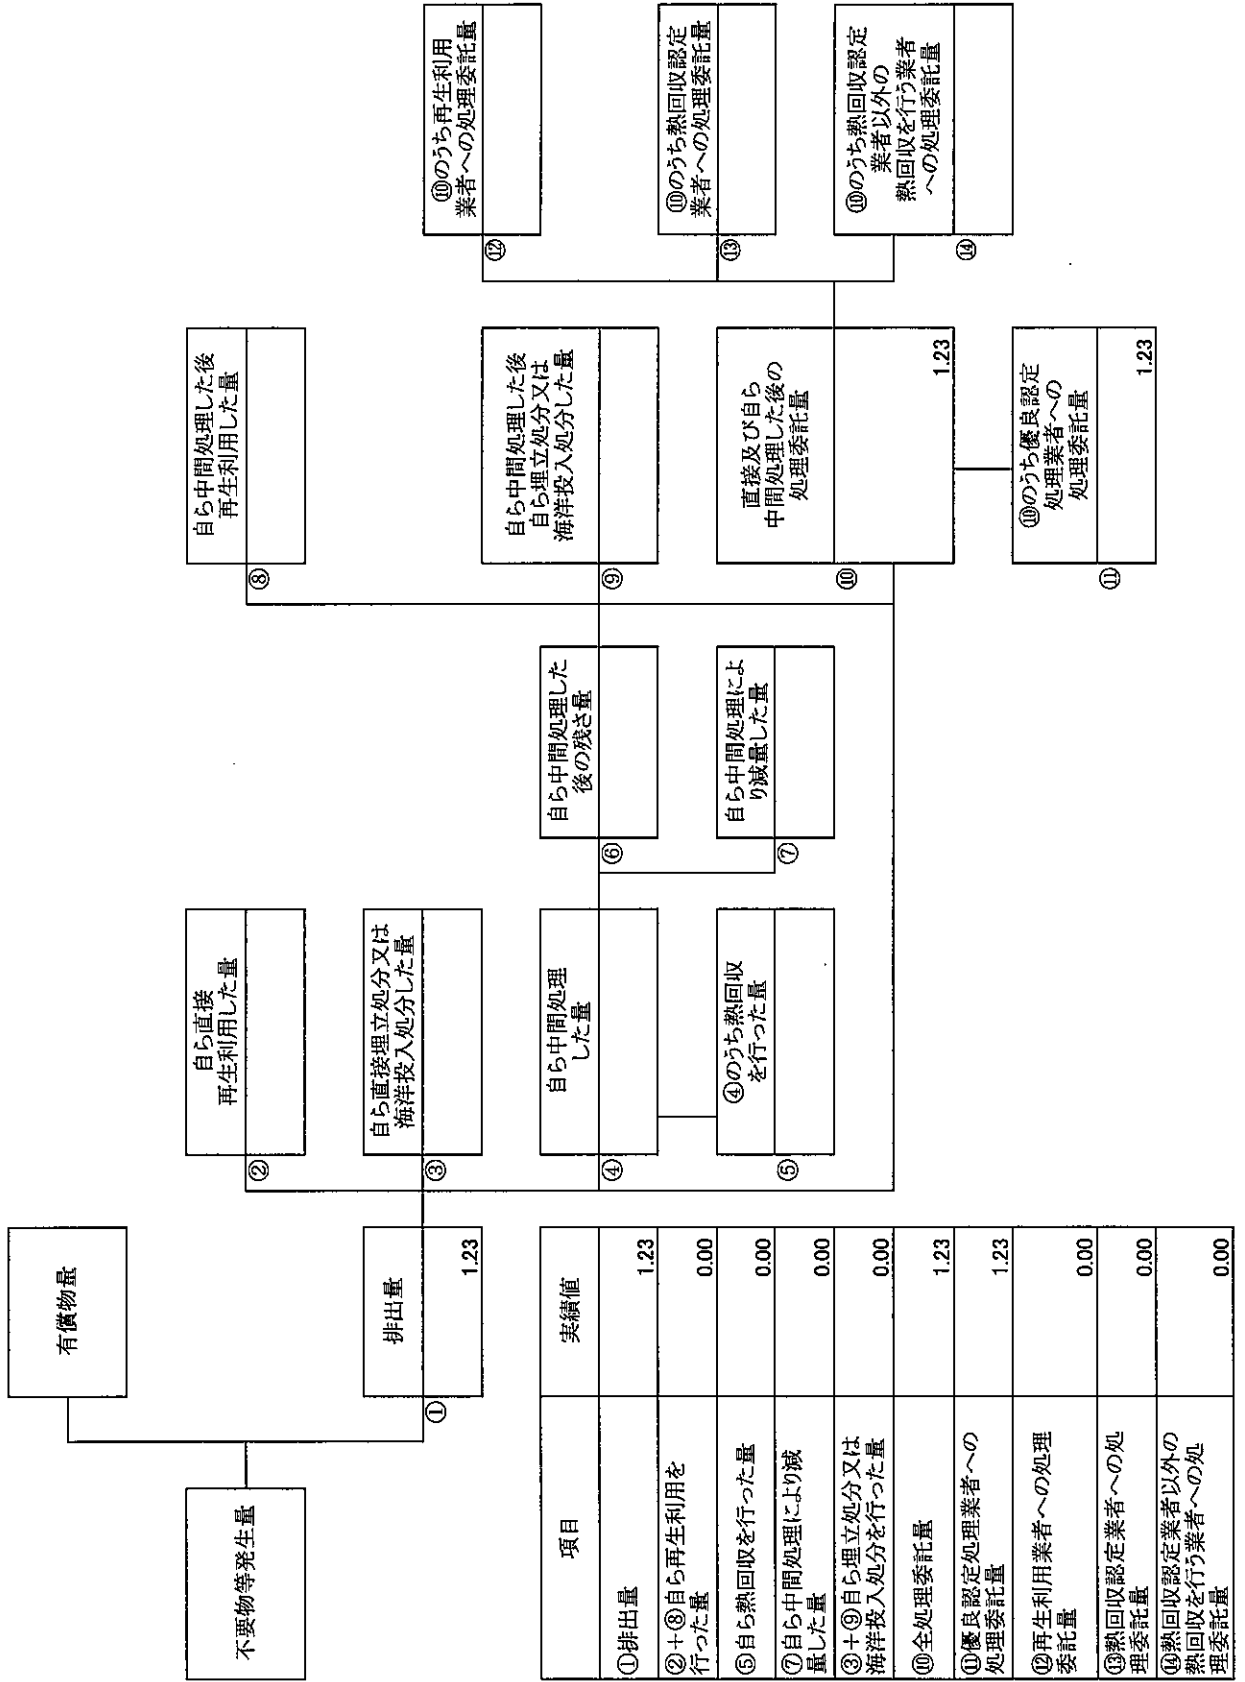 不要物等発生量
有償物量
①
排出量
1.23
②
自ら直接
再生利用した量
③
自ら直接埋立処分又は
海洋投入処分した量
④
自ら中間処理
した量
⑤
④のうち熱回収
を行った量
⑥
自ら中間処理した
後の残さ量
⑦
自ら中間処理によ
り減量した量
⑧
自ら中間処理した後
再生利用した量
⑨
自ら中間処理した後
自ら埋立処分又は
海洋投入処分した量
⑩
直接及び自ら
中間処理した後の
処理委託量
1.23
⑪
⑩のうち優良認定
処理業者への
処理委託量
1.23
⑫
⑩のうち再生利用
業者への処理委託量
⑬
⑩のうち熱回収認定
業者への処理委託量
⑭
⑩のうち熱回収認定
業者以外の
熱回収を行う業者
への処理委託量
項目 実績値
①排出量 1.23
②+⑧自ら再生利用を
行った量 0.00
⑤自ら熱回収を行った量 0.00
⑦自ら中間処理により減
量した量 0.00
③+⑨自ら埋立処分又は
海洋投入処分を行った量 0.00
⑩全処理委託量 1.23
⑪優良認定処理業者への
処理委託量 1.23
⑫再生利用業者への処理
委託量 0.00
⑬熱回収認定業者への処
理委託量 0.00
⑭熱回収認定業者以外の
熱回収を行う業者への処
理委託量 0.00